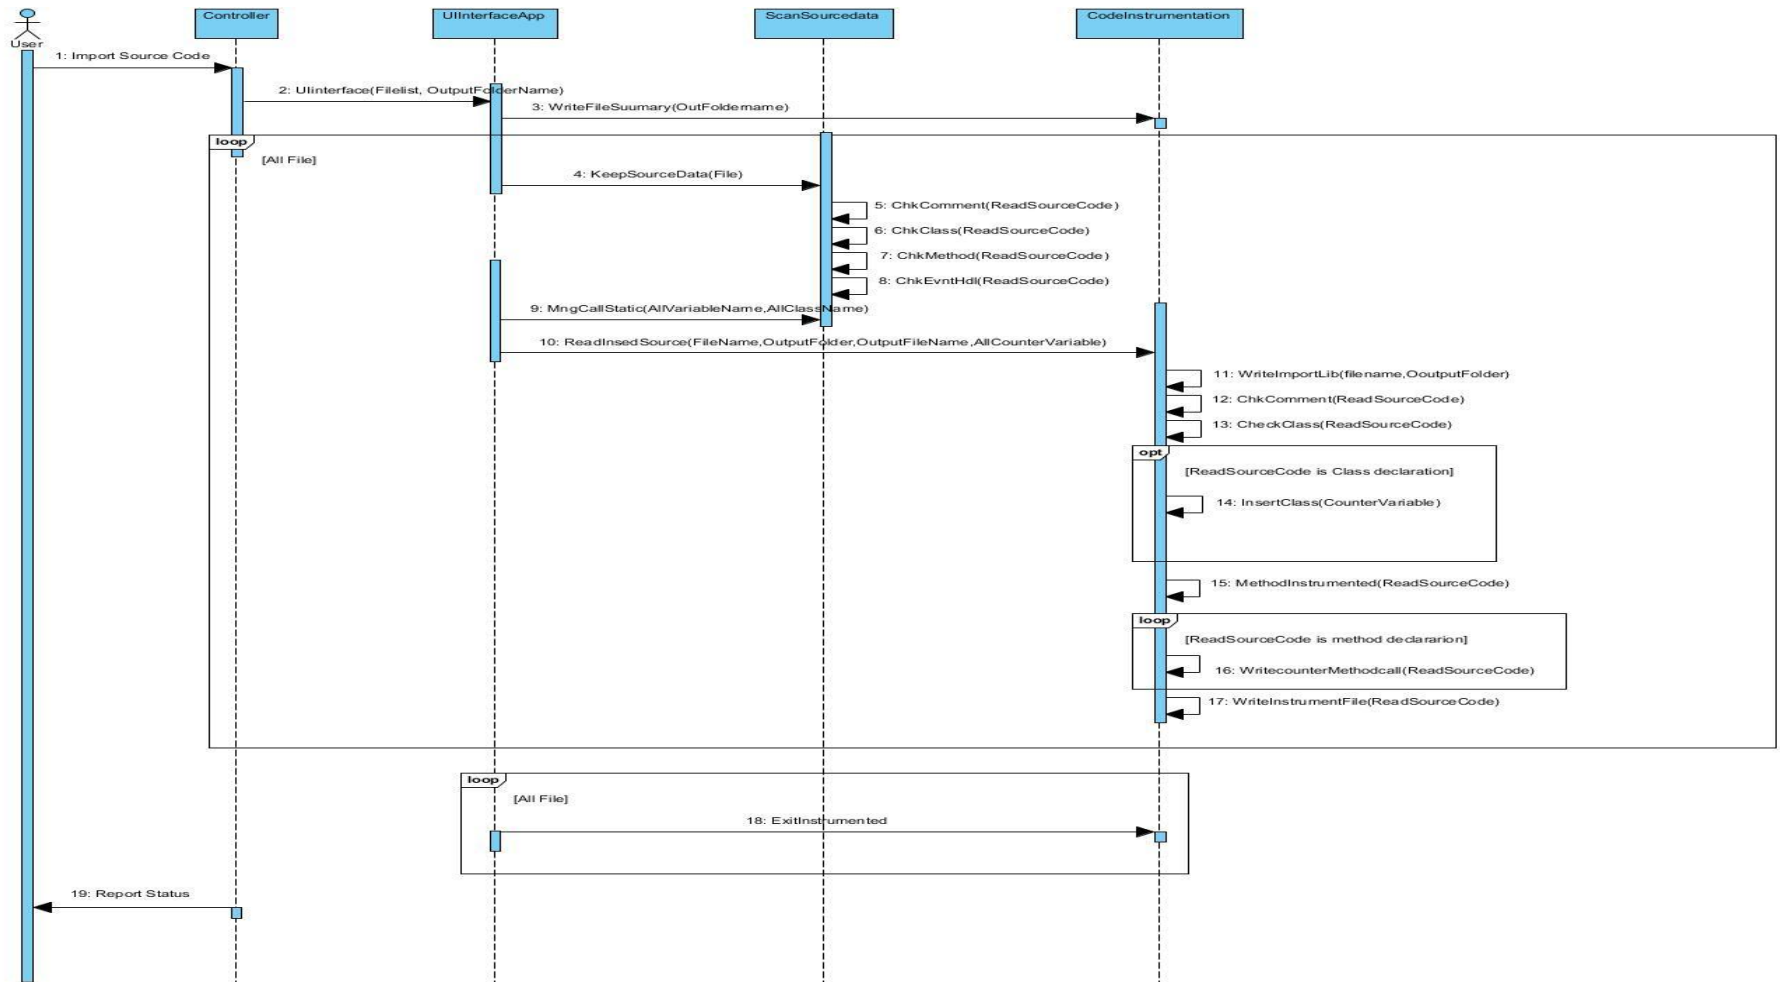 Controller
UIInterfaceApp
ScanSourcedata
CodeInstrumentation
User
1: Import Source Code
2: UIinterface(Filelist, OutputFolderName)
3: WriteFileSuumary(OutFoldername)
loop
[All File]
4: KeepSourceData(File)
5: ChkComment(ReadSourceCode)
6: ChkClass(ReadSourceCode)
7: ChkMethod(ReadSourceCode)
8: ChkEvntHdl(ReadSourceCode)
9: MngCallStatic(AllVariableName,AllClassName)
10: ReadInsedSource(FileName,OutputFolder,OutputFileName,AllCounterVariable)
11: WriteImportLib(filename,OoutputFolder)
12: ChkComment(ReadSourceCode)
13: CheckClass(ReadSourceCode)
opt
[ReadSourceCode is Class declaration]
14: InsertClass(CounterVariable)
15: MethodInstrumented(ReadSourceCode)
loop
[ReadSourceCode is method declararion]
16: WritecounterMethodcall(ReadSourceCode)
17: WriteInstrumentFile(ReadSourceCode)
loop
[All File]
18: ExitInstrumented
19: Report Status